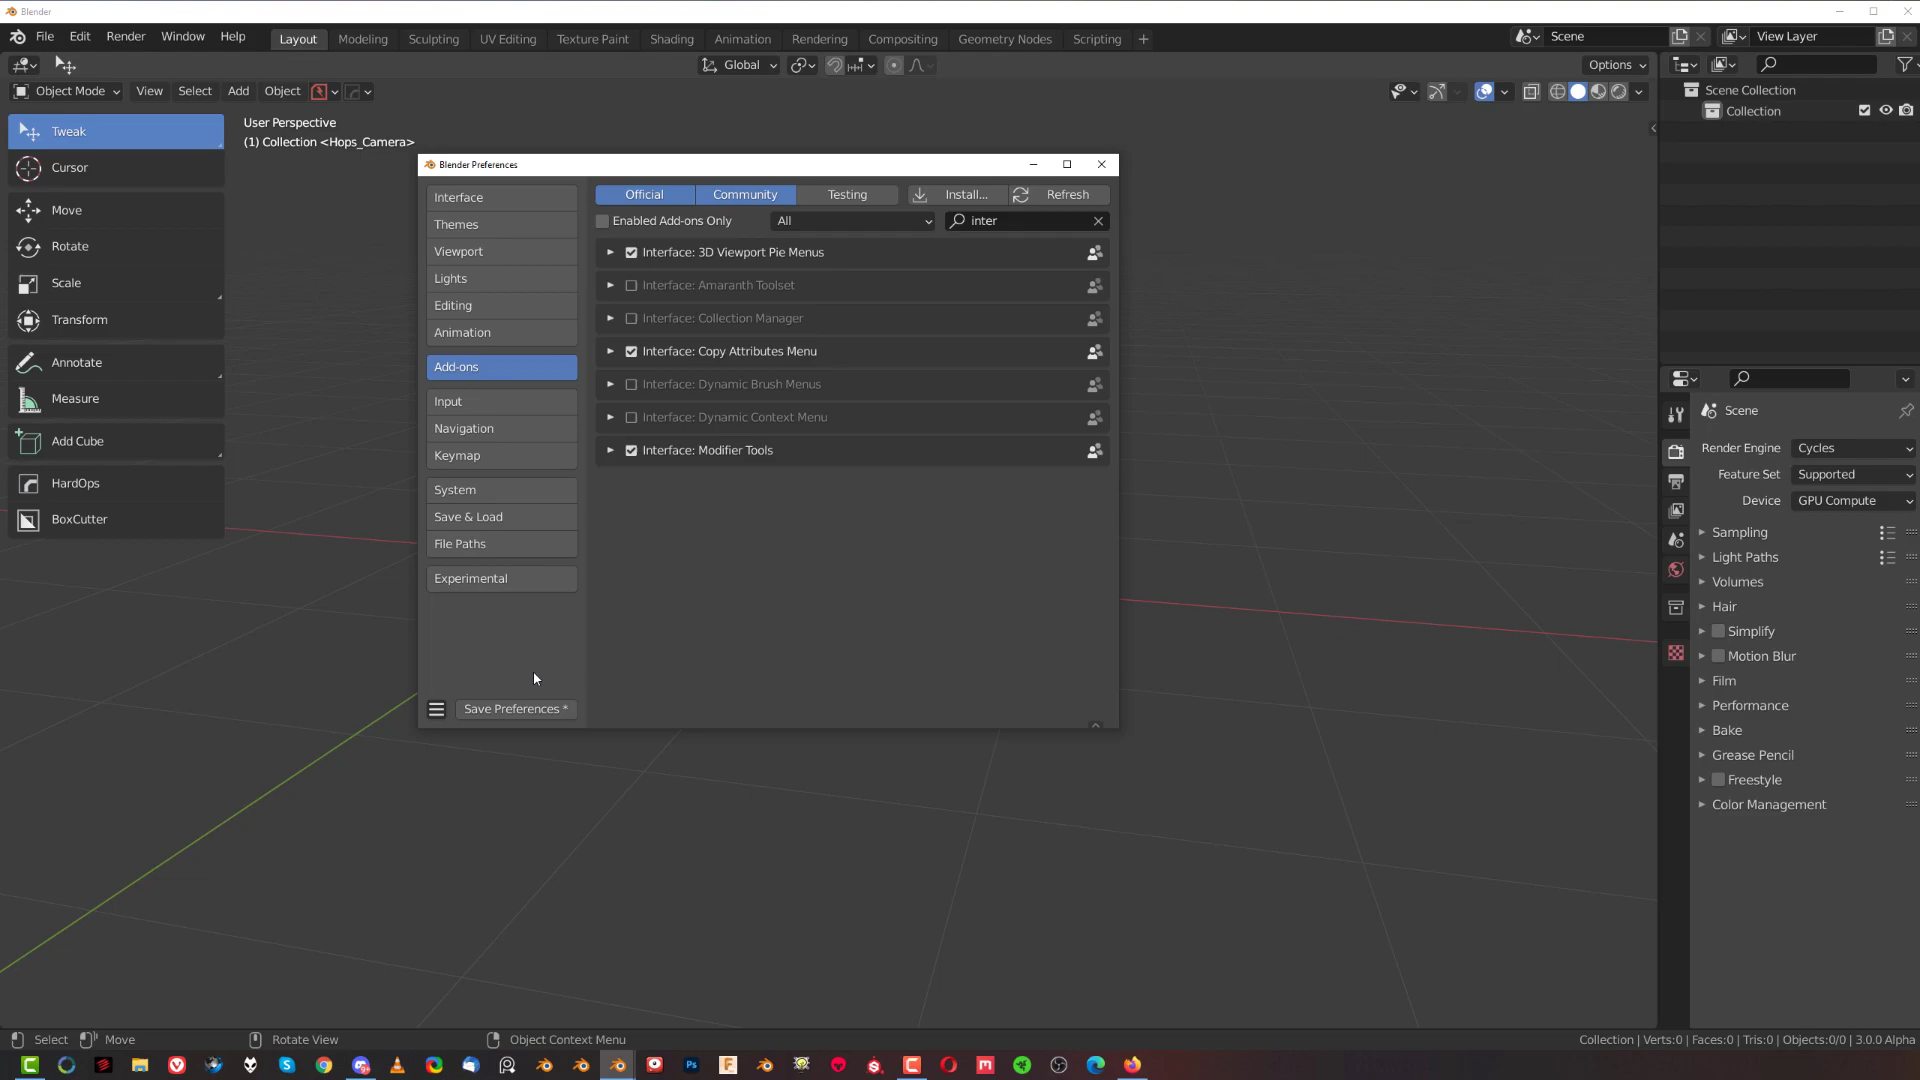 Blender
File Edit Render Window Help Layout Modeling Sculpting UV Editing Texture Paint Shading Animation Rendering Compositing Geometry Nodes Scripting + Scene View Layer
Global Options
Object Mode View Select Add Object
Scene Collection
Collection
Tweak
Cursor
Move
Rotate
Scale
Transform
Annotate
Measure
Add Cube
HardOps
BoxCutter
User Perspective
(1) Collection <Hops_Camera>
Blender Preferences
Interface
Themes
Viewport
Lights
Editing
Animation
Add-ons
Input
Navigation
Keymap
System
Save & Load
File Paths
Experimental
Save Preferences *
Official Community Testing Install... Refresh
Enabled Add-ons Only All inter
Interface: 3D Viewport Pie Menus
Interface: Amaranth Toolset
Interface: Collection Manager
Interface: Copy Attributes Menu
Interface: Dynamic Brush Menus
Interface: Dynamic Context Menu
Interface: Modifier Tools
Scene
Render Engine Cycles
Feature Set Supported
Device GPU Compute
Sampling
Light Paths
Volumes
Hair
Simplify
Motion Blur
Film
Performance
Bake
Grease Pencil
Freestyle
Color Management
Select Move Rotate View Object Context Menu Collection | Verts:0 | Faces:0 | Tris:0 | Objects:0/0 | 3.0.0 Alpha